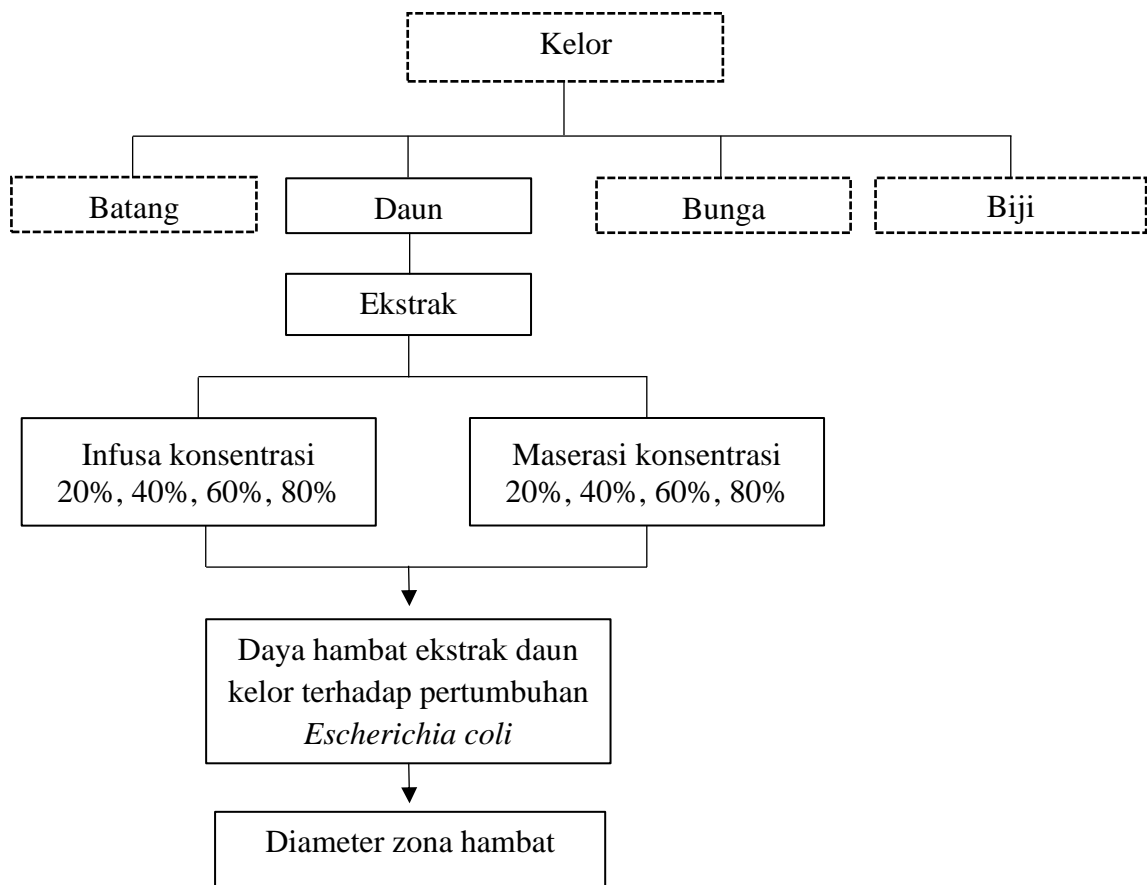 Kelor
Batang
Daun
Bunga
Biji
Ekstrak
Infusa konsentrasi
20%, 40%, 60%, 80%
Maserasi konsentrasi
20%, 40%, 60%, 80%
Daya hambat ekstrak daun
kelor terhadap pertumbuhan
Escherichia coli
Diameter zona hambat